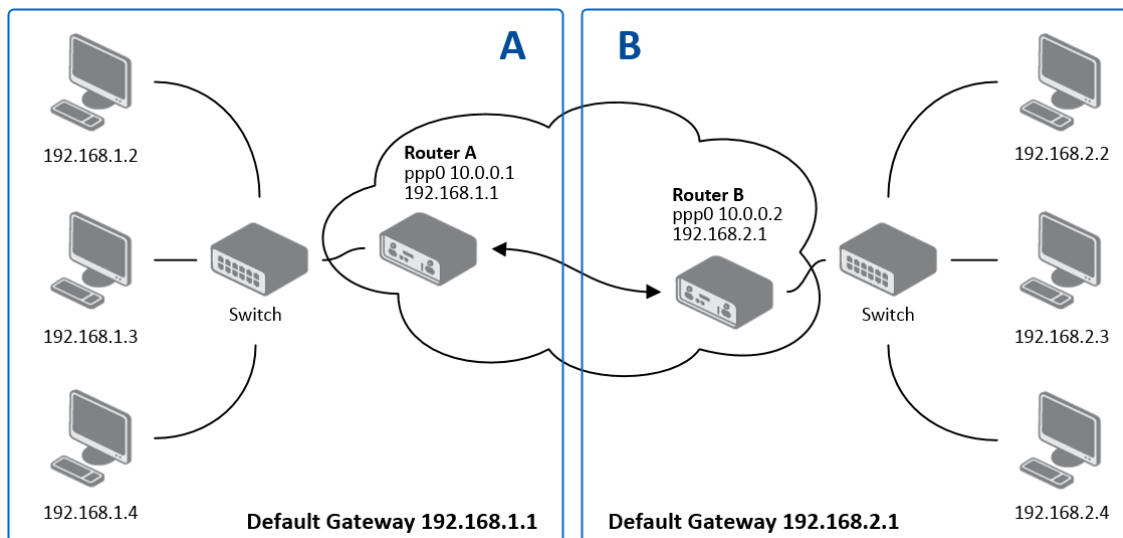 A
B
192.168.1.2
192.168.2.2
Router A
ppp0 10.0.0.1
192.168.1.1
Router B
ppp0 10.0.0.2
192.168.2.1
Switch
Switch
192.168.1.3
192.168.2.3
192.168.1.4
Default Gateway 192.168.1.1
Default Gateway 192.168.2.1
192.168.2.4